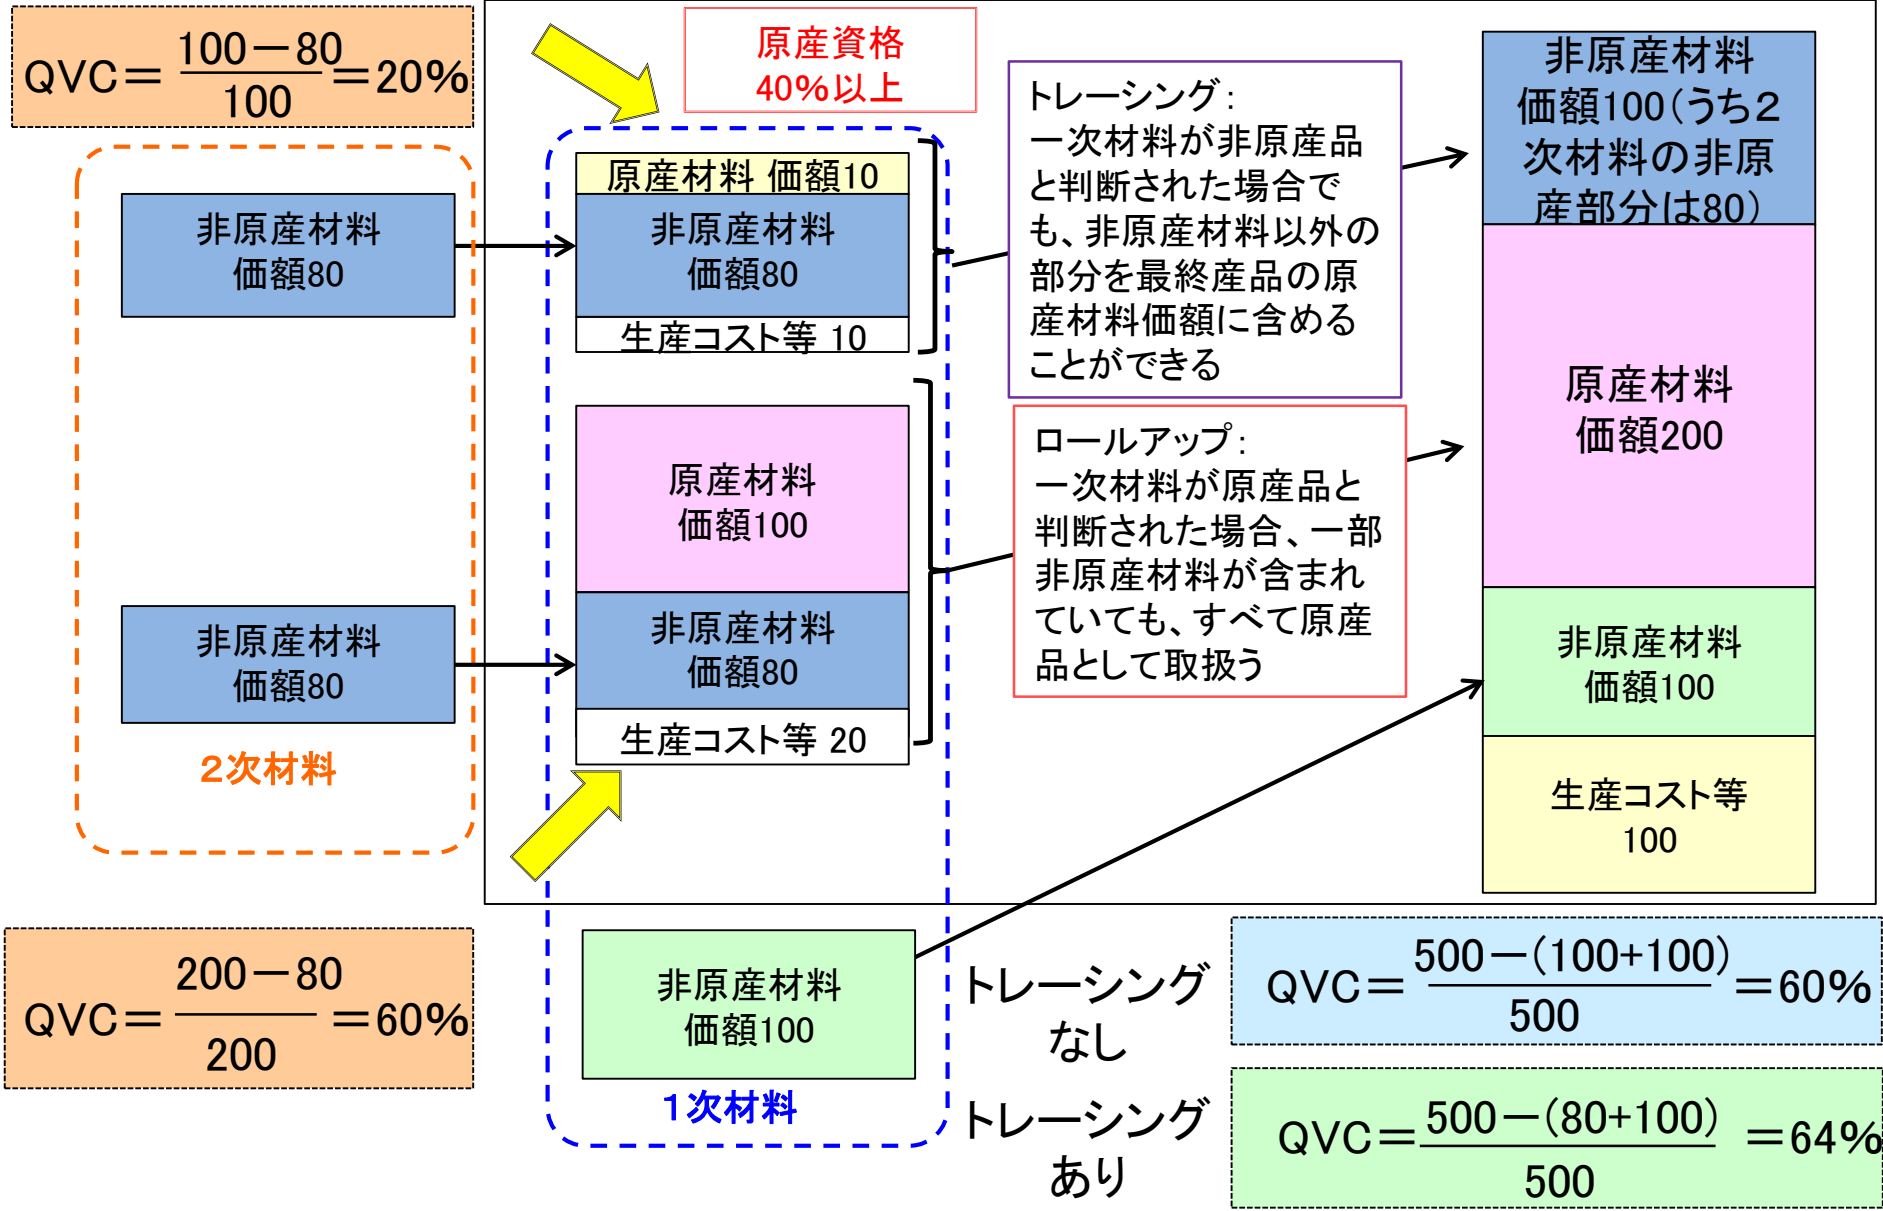 QVC＝
100－80
100
＝20%
原産資格
40%以上
非原産材料
価額80
原産材料 価額10
非原産材料
価額80
生産コスト等 10
トレーシング：
一次材料が非原産品
と判断された場合で
も、非原産材料以外の
部分を最終産品の原
産材料価額に含める
ことができる
非原産材料
価額100（うち２
次材料の非原
産部分は80）
原産材料
価額100
非原産材料
価額80
生産コスト等 20
ロールアップ：
一次材料が原産品と
判断された場合、一部
非原産材料が含まれ
ていても、すべて原産
品として取扱う
原産材料
価額200
非原産材料
価額80
２次材料
非原産材料
価額100
生産コスト等
100
QVC＝
200－80
200
＝60%
非原産材料
価額100
１次材料
トレーシング
なし
QVC＝
500－（100+100）
500
＝60%
トレーシング
あり
QVC＝
500－（80+100）
500
＝64%